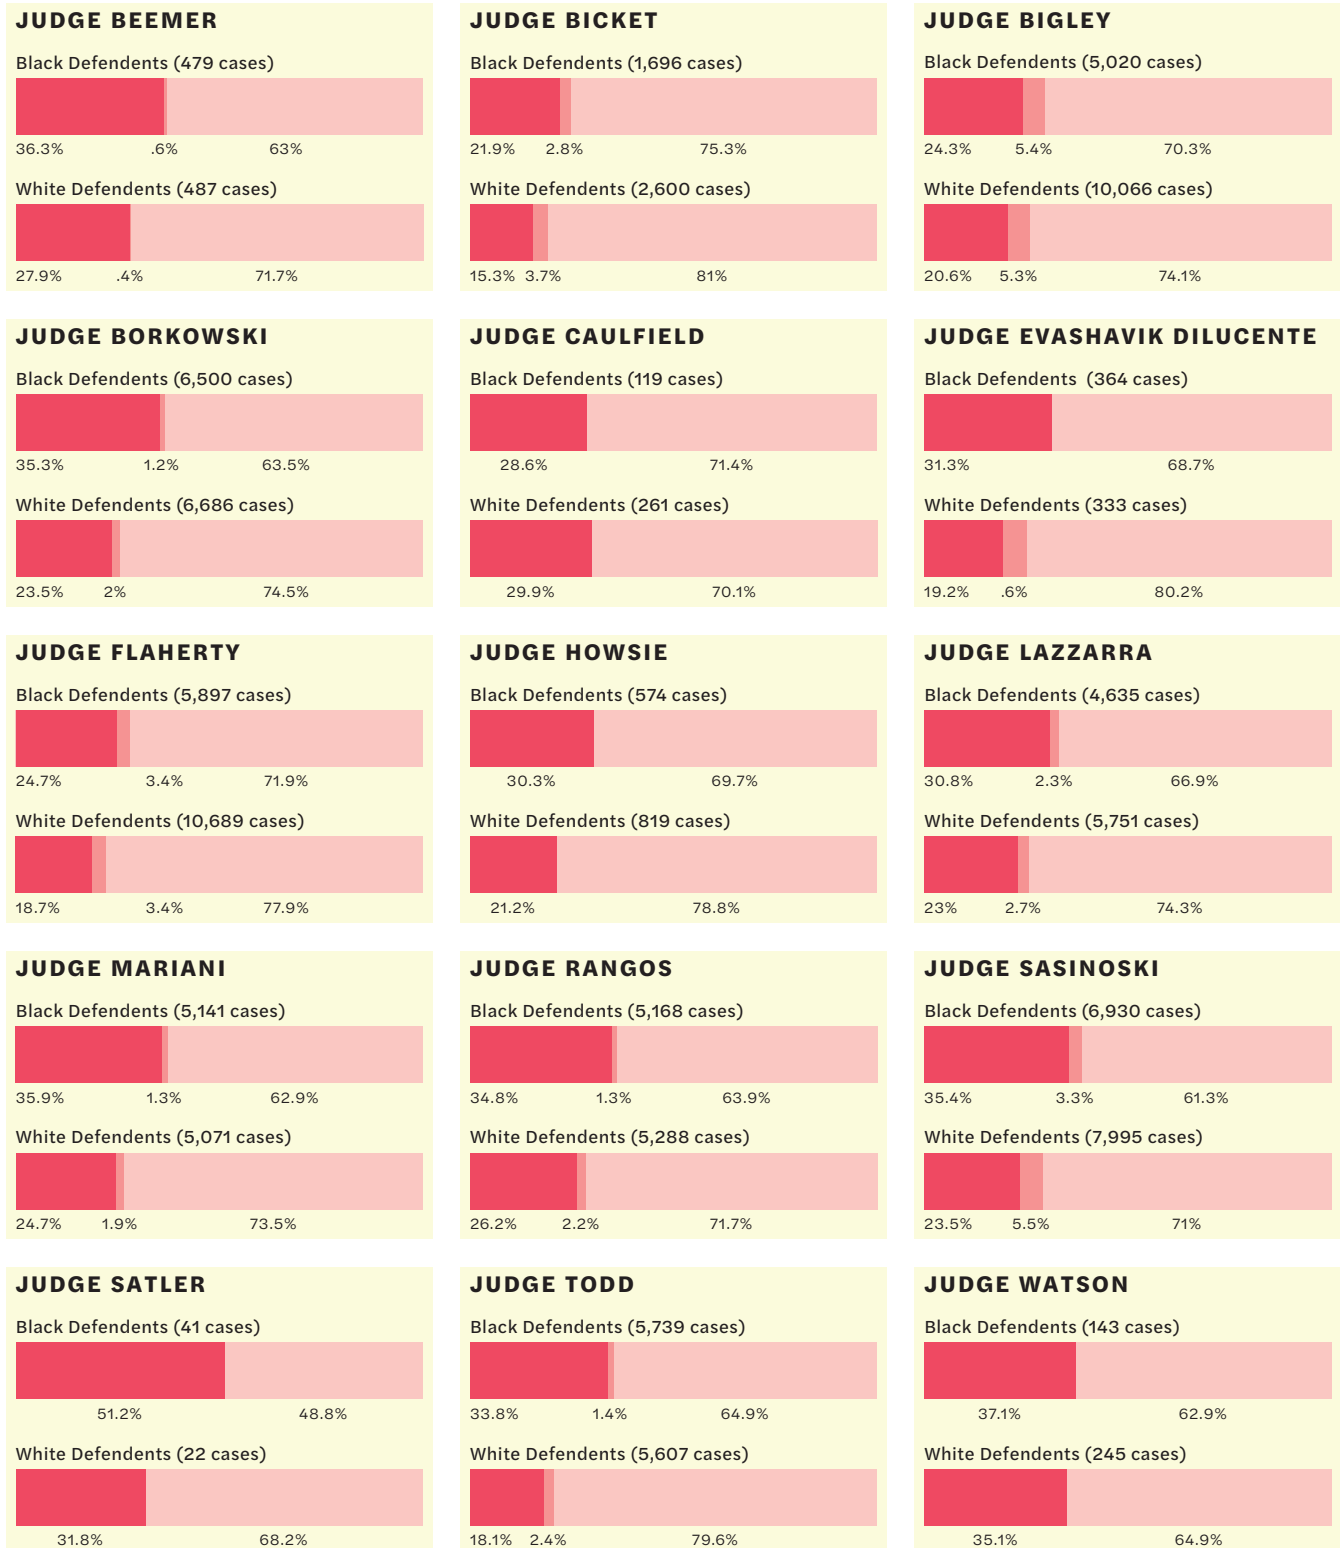 JUDGE BEEMER
Black Defendents (479 cases)
36.3% .6% 63%
White Defendents (487 cases)
27.9% .4% 71.7%
JUDGE BICKET
Black Defendents (1,696 cases)
21.9% 2.8% 75.3%
White Defendents (2,600 cases)
15.3% 3.7% 81%
JUDGE BIGLEY
Black Defendents (5,020 cases)
24.3% 5.4% 70.3%
White Defendents (10,066 cases)
20.6% 5.3% 74.1%
JUDGE BORKOWSKI
Black Defendents (6,500 cases)
35.3% 1.2% 63.5%
White Defendents (6,686 cases)
23.5% 2% 74.5%
JUDGE CAULFIELD
Black Defendents (119 cases)
28.6% 71.4%
White Defendents (261 cases)
29.9% 70.1%
JUDGE EVASHAVIK DILUCENTE
Black Defendents (364 cases)
31.3% 68.7%
White Defendents (333 cases)
19.2% .6% 80.2%
JUDGE FLAHERTY
Black Defendents (5,897 cases)
24.7% 3.4% 71.9%
White Defendents (10,689 cases)
18.7% 3.4% 77.9%
JUDGE HOWSIE
Black Defendents (574 cases)
30.3% 69.7%
White Defendents (819 cases)
21.2% 78.8%
JUDGE LAZZARRA
Black Defendents (4,635 cases)
30.8% 2.3% 66.9%
White Defendents (5,751 cases)
23% 2.7% 74.3%
JUDGE MARIANI
Black Defendents (5,141 cases)
35.9% 1.3% 62.9%
White Defendents (5,071 cases)
24.7% 1.9% 73.5%
JUDGE RANGOS
Black Defendents (5,168 cases)
34.8% 1.3% 63.9%
White Defendents (5,288 cases)
26.2% 2.2% 71.7%
JUDGE SASINOSKI
Black Defendents (6,930 cases)
35.4% 3.3% 61.3%
White Defendents (7,995 cases)
23.5% 5.5% 71%
JUDGE SATLER
Black Defendents (41 cases)
51.2% 48.8%
White Defendents (22 cases)
31.8% 68.2%
JUDGE TODD
Black Defendents (5,739 cases)
33.8% 1.4% 64.9%
White Defendents (5,607 cases)
18.1% 2.4% 79.6%
JUDGE WATSON
Black Defendents (143 cases)
37.1% 62.9%
White Defendents (245 cases)
35.1% 64.9%